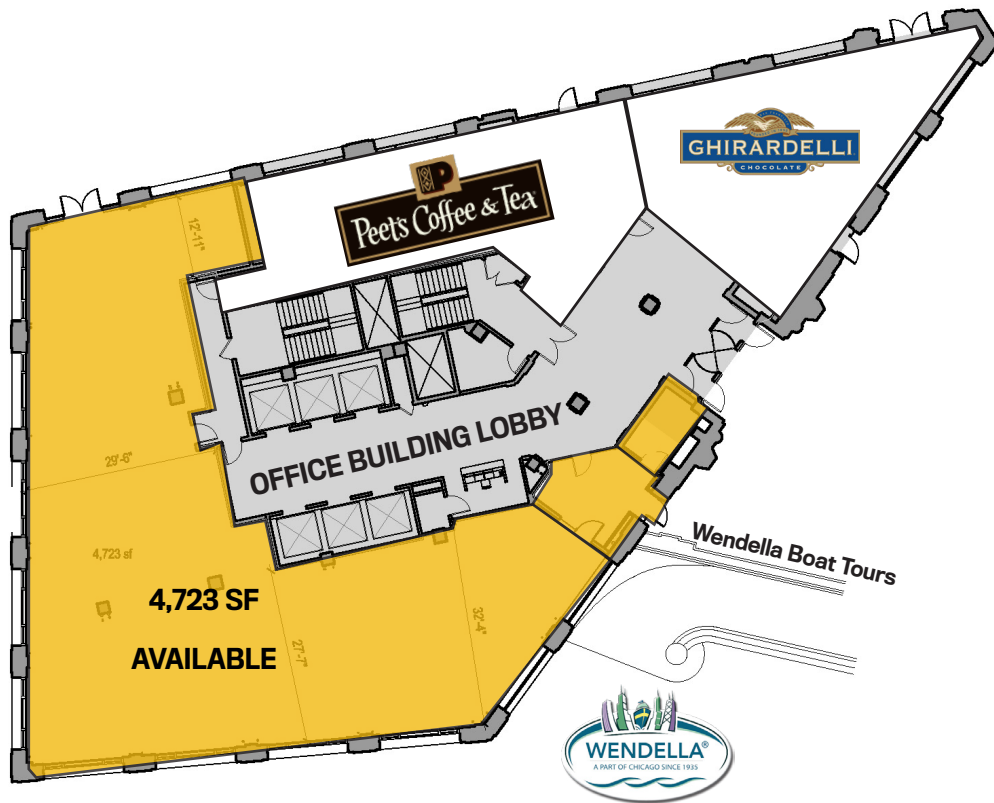 GHIRARDELLI
CHOCOLATE
P
Peet's Coffee & Tea®
12'-11"
OFFICE BUILDING LOBBY
29'-6"
4,723 sf
4,723 SF
AVAILABLE
27'-7"
32'-4"
Wendella Boat Tours
WENDELLA®
A PART OF CHICAGO SINCE 1935